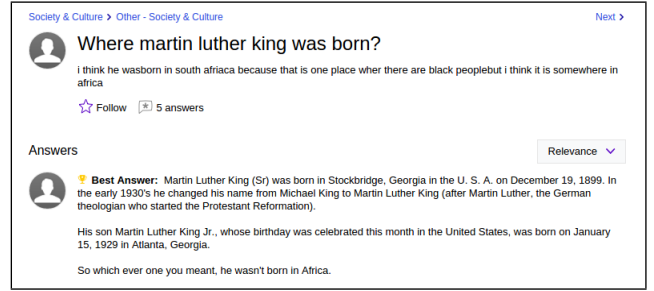 Society & Culture > Other - Society & Culture
Next >
Where martin luther king was born?
i think he wasborn in south afriaca because that is one place wher there are black peoplebut i think it is somewhere in
africa
Follow 5 answers
Answers
Relevance
Best Answer: Martin Luther King (Sr) was born in Stockbridge, Georgia in the U. S. A. on December 19, 1899. In
the early 1930's he changed his name from Michael King to Martin Luther King (after Martin Luther, the German
theologian who started the Protestant Reformation).
His son Martin Luther King Jr., whose birthday was celebrated this month in the United States, was born on January
15, 1929 in Atlanta, Georgia.
So which ever one you meant, he wasn't born in Africa.